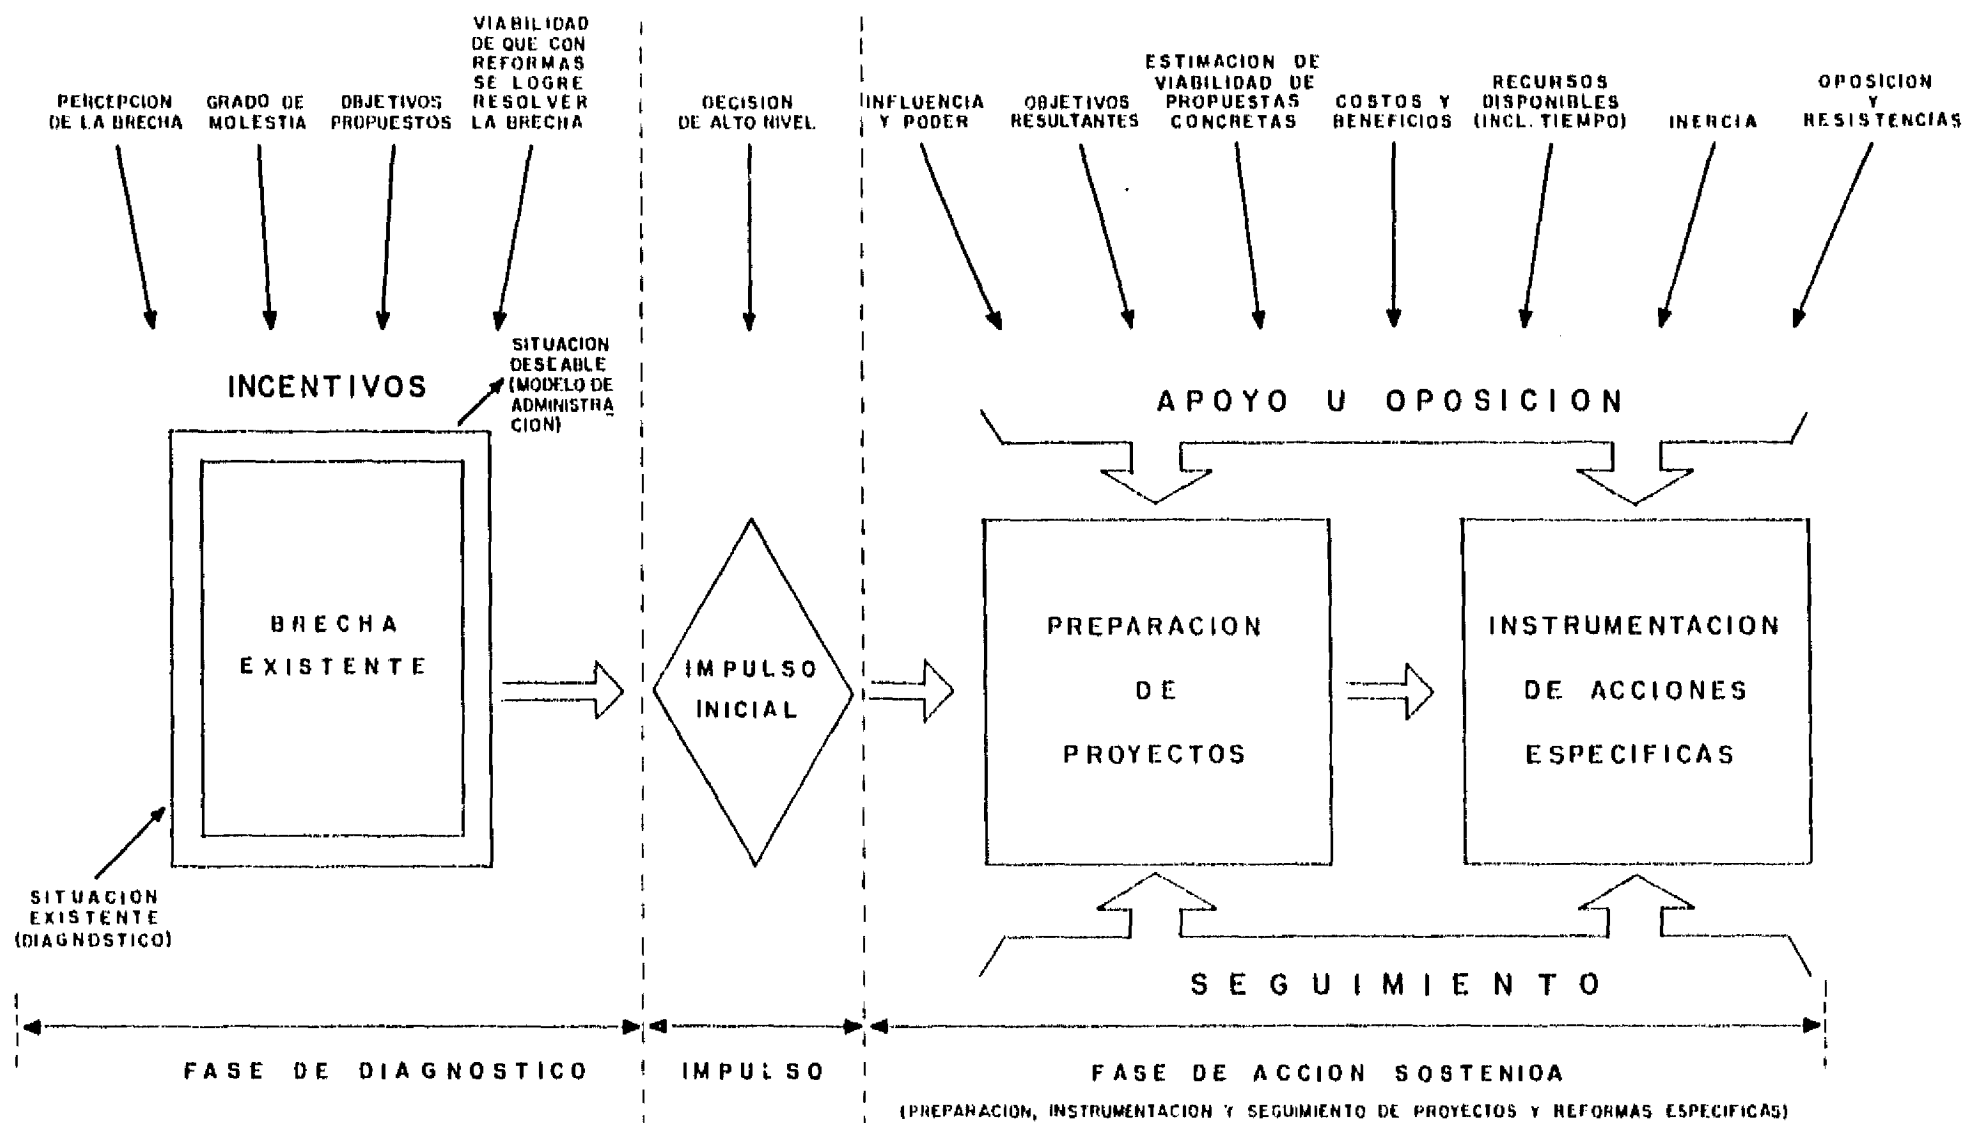 PERCEPCION
DE LA BRECHA
GRADO DE
MOLESTIA
OBJETIVOS
PROPUESTOS
VIABILIDAD
DE QUE CON
REFORMAS
SE LOGRE
RESOLVER
LA BRECHA
DECISION
DE ALTO NIVEL
INFLUENCIA
Y PODER
OBJETIVOS
RESULTANTES
ESTIMACION DE
VIABILIDAD DE
PROPUESTAS
CONCRETAS
COSTOS Y
BENEFICIOS
RECURSOS
DISPONIBLES
(INCL. TIEMPO)
INERCIA
OPOSICION
Y
RESISTENCIAS
INCENTIVOS
SITUACION
DESEABLE
(MODELO DE
ADMINISTRA
CION)
APOYO U OPOSICION
BRECHA
EXISTENTE
IMPULSO
INICIAL
PREPARACION
DE
PROYECTOS
INSTRUMENTACION
DE ACCIONES
ESPECIFICAS
SITUACION
EXISTENTE
(DIAGNOSTICO)
SEGUIMIENTO
FASE DE DIAGNOSTICO
IMPULSO
FASE DE ACCION SOSTENIDA
(PREPARACION, INSTRUMENTACION Y SEGUIMIENTO DE PROYECTOS Y REFORMAS ESPECIFICAS)